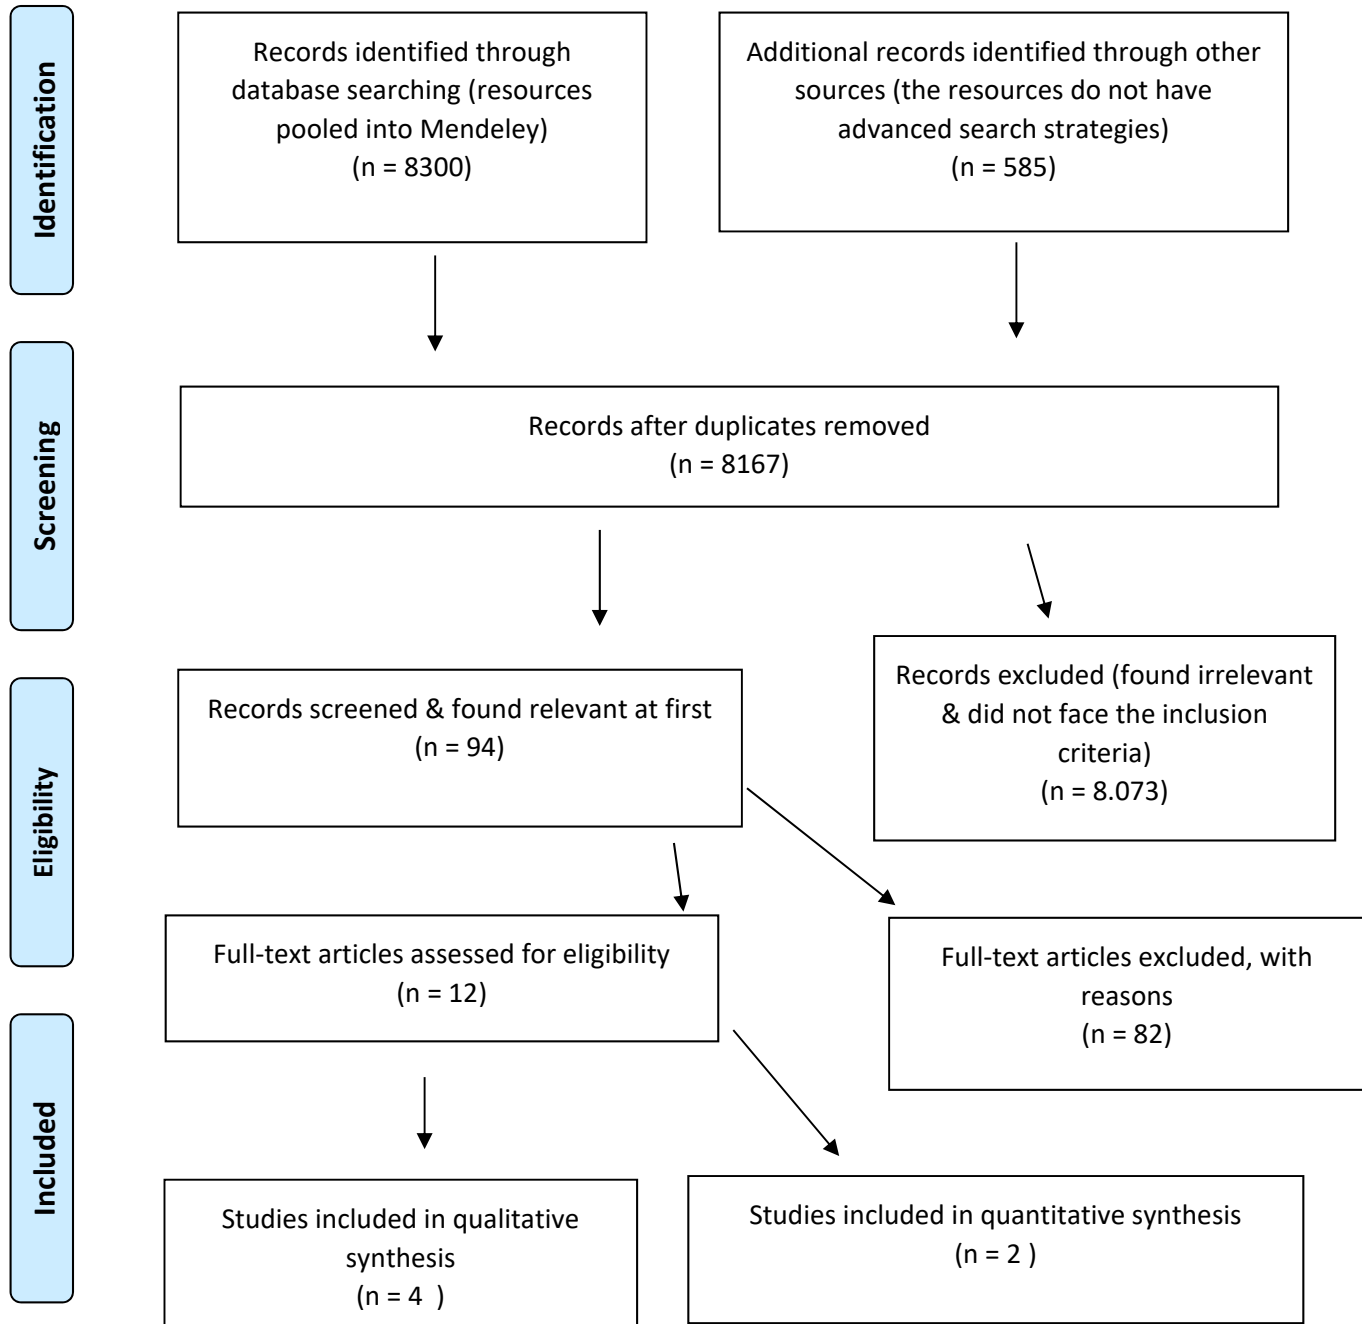 Identification
Records identified through
database searching (resources
pooled into Mendeley)
(n = 8300)
Additional records identified through other
sources (the resources do not have
advanced search strategies)
(n = 585)
Screening
Records after duplicates removed
(n = 8167)
Eligibility
Records screened & found relevant at first
(n = 94)
Records excluded (found irrelevant
& did not face the inclusion
criteria)
(n = 8.073)
Full-text articles assessed for eligibility
(n = 12)
Full-text articles excluded, with
reasons
(n = 82)
Included
Studies included in qualitative
synthesis
(n = 4  )
Studies included in quantitative synthesis
(n = 2 )